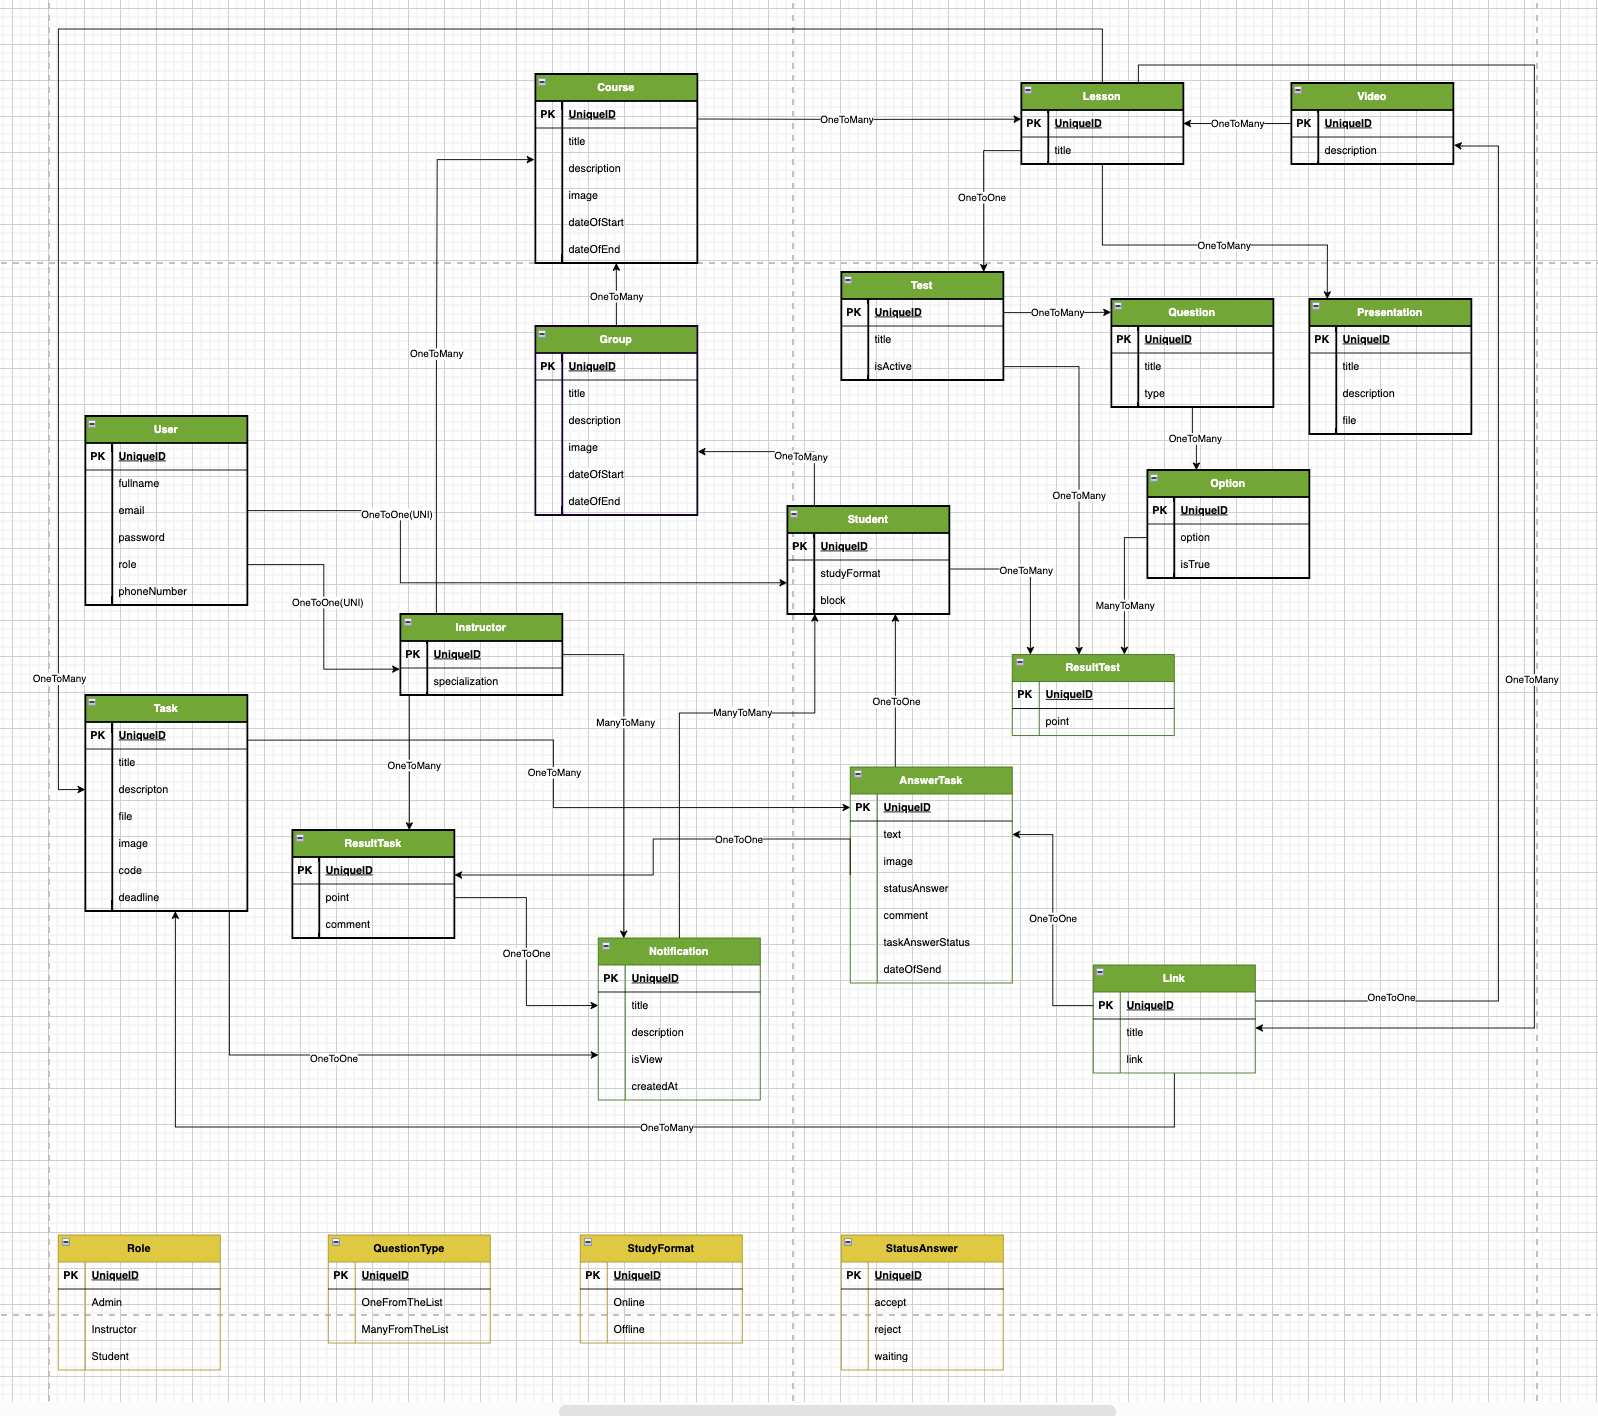 Course
PK UniqueID
title
description
image
dateOfStart
dateOfEnd
OneToMany
Lesson
PK UniqueID
title
OneToMany
Video
PK UniqueID
description
OneToOne
OneToMany
OneToMany
Test
PK UniqueID
title
isActive
OneToMany
Question
PK UniqueID
title
type
Presentation
PK UniqueID
title
description
file
OneToMany
Group
PK UniqueID
title
description
image
dateOfStart
dateOfEnd
OneToMany
User
PK UniqueID
fullname
email
password
role
phoneNumber
OneToOne(UNI)
OneToOne(UNI)
OneToMany
OneToMany
Option
PK UniqueID
option
isTrue
OneToMany
Student
PK UniqueID
studyFormat
block
OneToMany
ManyToMany
Instructor
PK UniqueID
specialization
ResultTest
PK UniqueID
point
OneToMany
OneToMany
Task
PK UniqueID
title
descripton
file
image
code
deadline
OneToMany
OneToMany
ManyToMany
ManyToMany
OneToOne
AnswerTask
PK UniqueID
text
image
statusAnswer
comment
taskAnswerStatus
dateOfSend
ResultTask
PK UniqueID
point
comment
OneToOne
OneToOne
OneToOne
Notification
PK UniqueID
title
description
isView
createdAt
OneToOne
Link
PK UniqueID
title
link
OneToOne
OneToMany
Role
PK UniqueID
Admin
Instructor
Student
QuestionType
PK UniqueID
OneFromTheList
ManyFromTheList
StudyFormat
PK UniqueID
Online
Offline
StatusAnswer
PK UniqueID
accept
reject
waiting